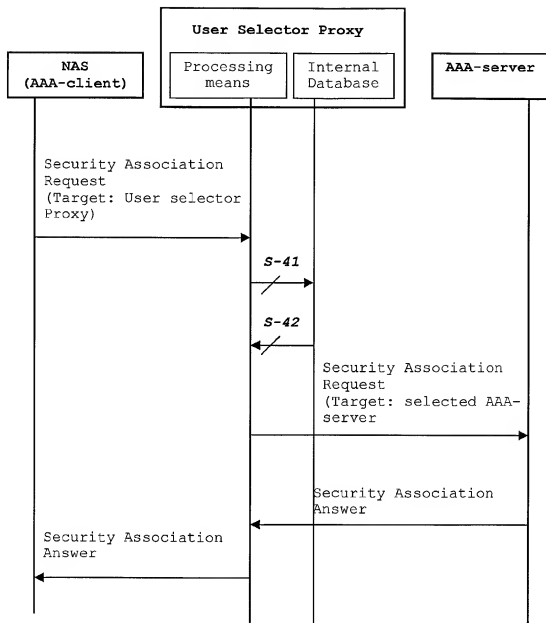 User Selector Proxy
NAS
(AAA-client)
Processing
means
Internal
Database
AAA-server
Security Association
Request
(Target: User selector
Proxy)
S-41
S-42
Security Association
Request
(Target: selected AAA-
server
Security Association
Answer
Security Association
Answer